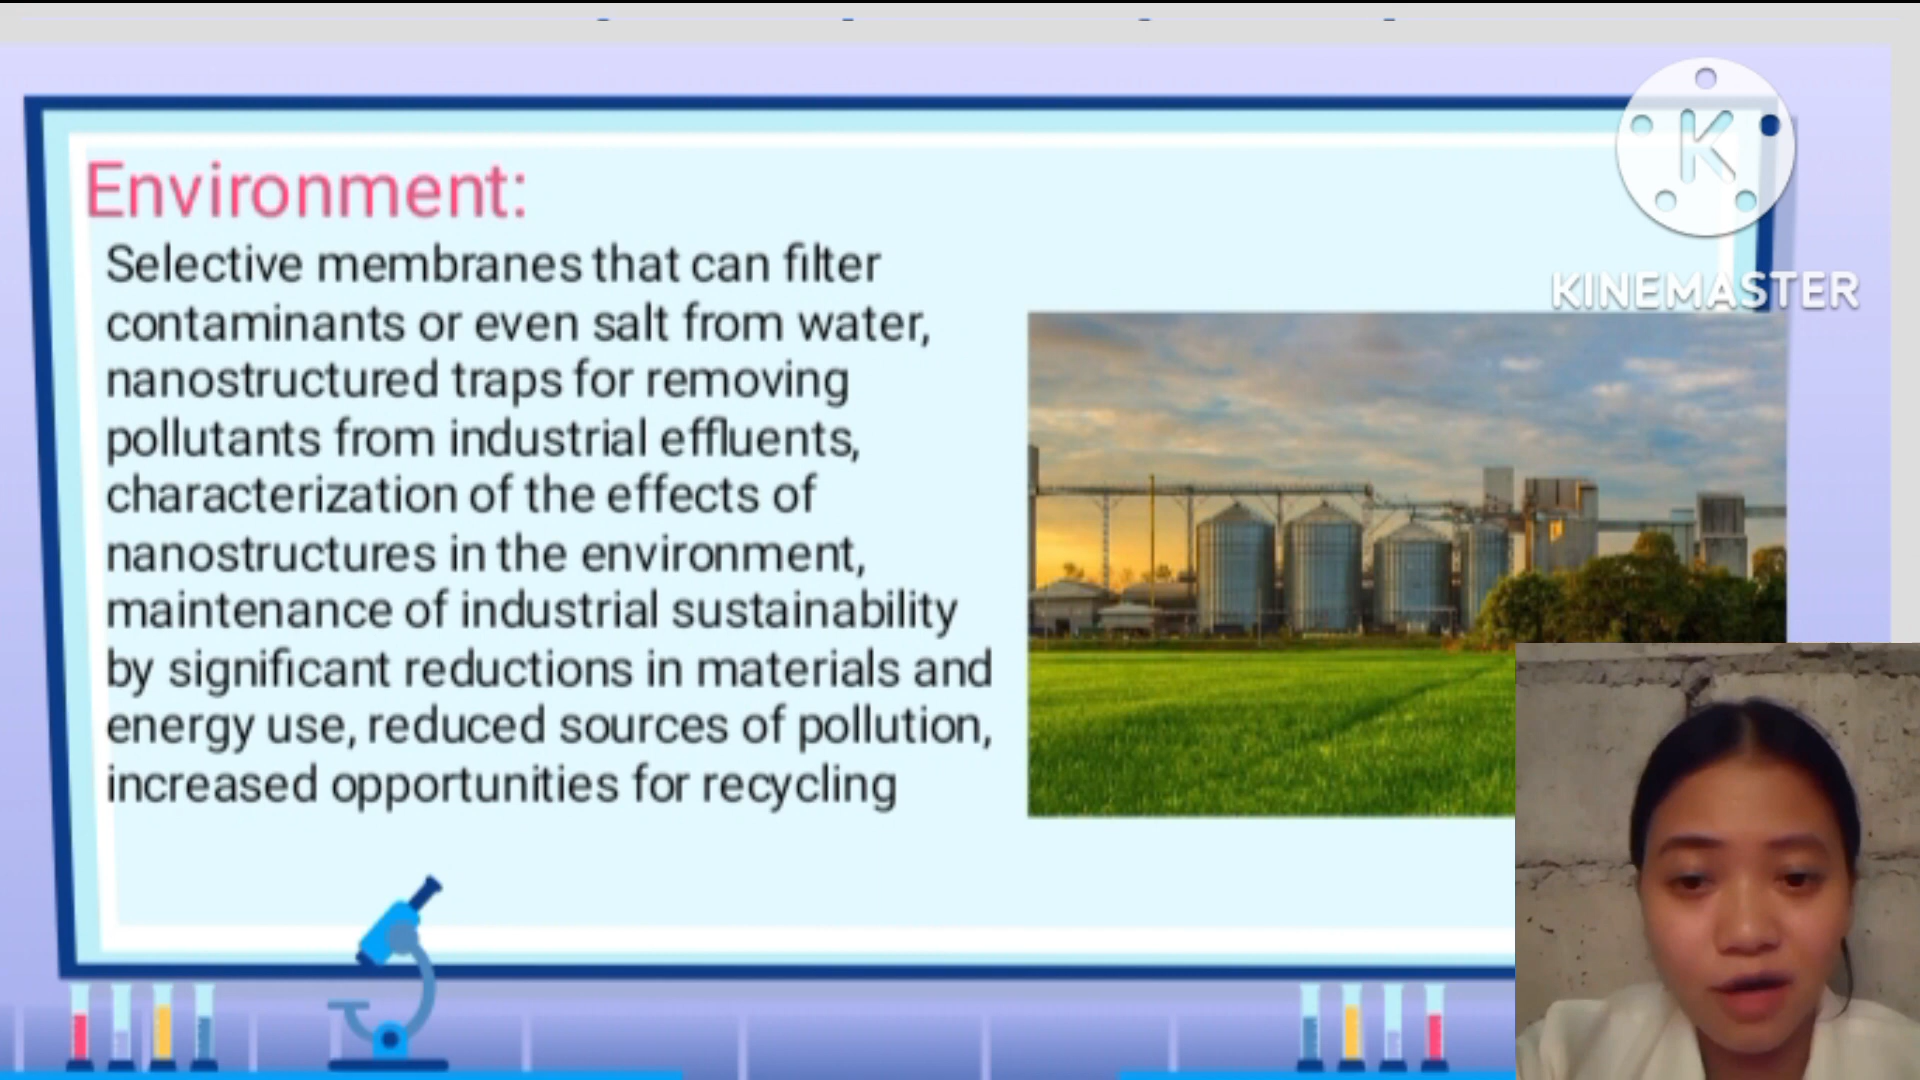 Environment:
Selective membranes that can filter
contaminants or even salt from water,
nanostructured traps for removing
pollutants from industrial effluents,
characterization of the effects of
nanostructures in the environment,
maintenance of industrial sustainability
by significant reductions in materials and
energy use, reduced sources of pollution,
increased opportunities for recycling
K
KINEMASTER